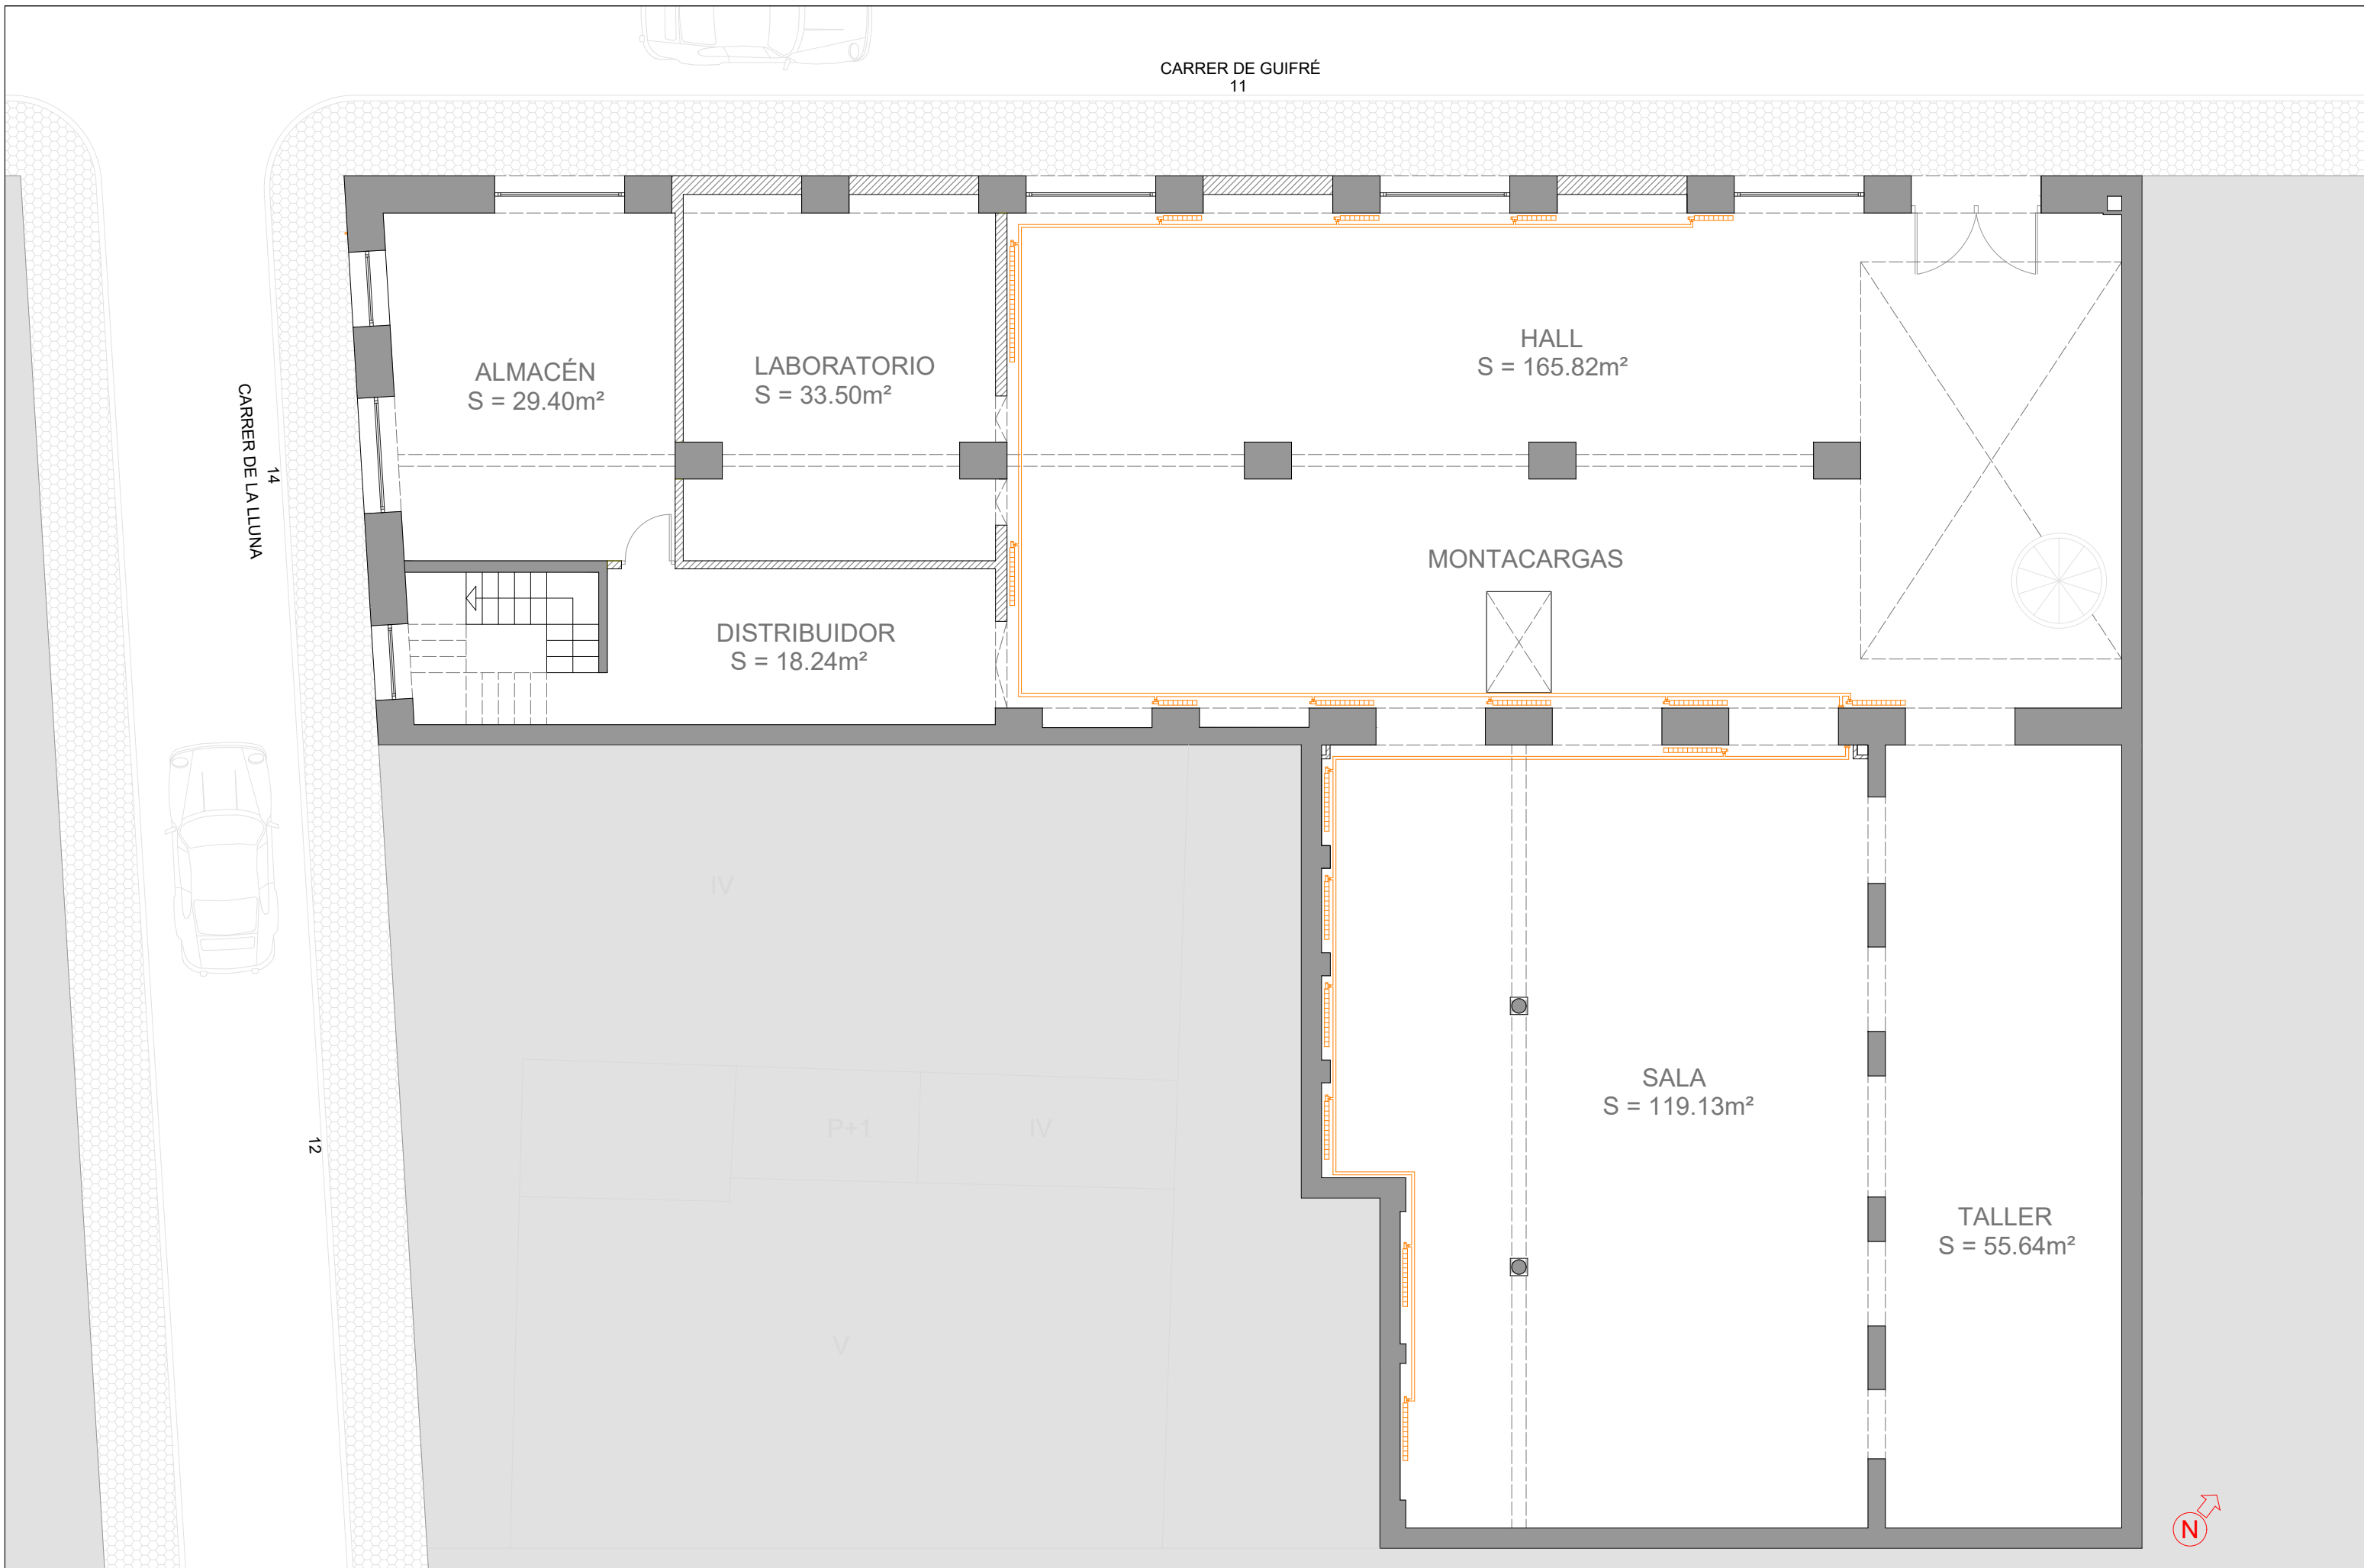 CARRER DE GUIFRÉ
11
HALL
S = 165.82m²
ALMACÉN
S = 29.40m²
LABORATORIO
S = 33.50m²
14
CARRER DE LA LLUNA
MONTACARGAS
DISTRIBUIDOR
S = 18.24m²
IV
SALA
S = 119.13m²
P+1
IV
12
TALLER
S = 55.64m²
V
N